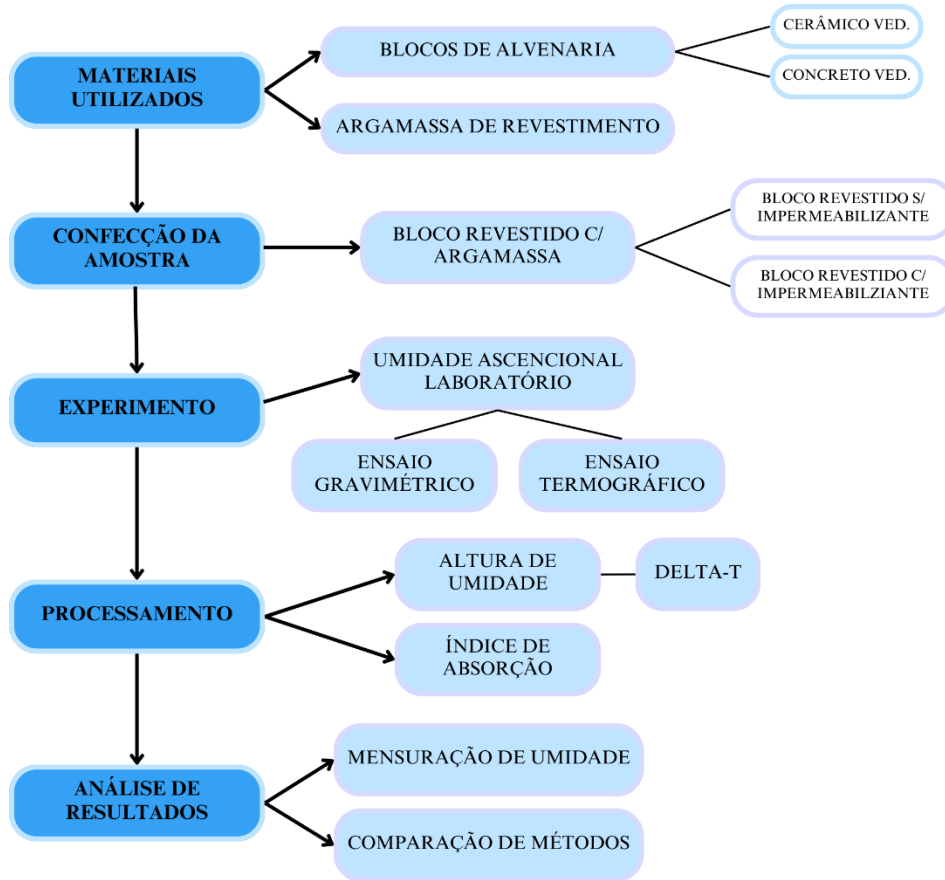 MATERIAIS
UTILIZADOS
BLOCOS DE ALVENARIA
CERÂMICO VED.
CONCRETO VED.
ARGAMASSA DE REVESTIMENTO
CONFECÇÃO DA
AMOSTRA
BLOCO REVESTIDO C/
ARGAMASSA
BLOCO REVESTIDO S/
IMPERMEABILIZANTE
BLOCO REVESTIDO C/
IMPERMEABILZIANTE
EXPERIMENTO
UMIDADE ASCENCIONAL
LABORATÓRIO
ENSAIO
GRAVIMÉTRICO
ENSAIO
TERMOGRÁFICO
PROCESSAMENTO
ALTURA DE
UMIDADE
DELTA-T
ÍNDICE DE
ABSORÇÃO
ANÁLISE DE
RESULTADOS
MENSURAÇÃO DE UMIDADE
COMPARAÇÃO DE MÉTODOS